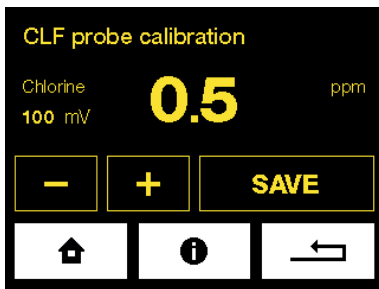 CLF probe calibration
Chlorine 0.5 ppm
100 mV
− + SAVE